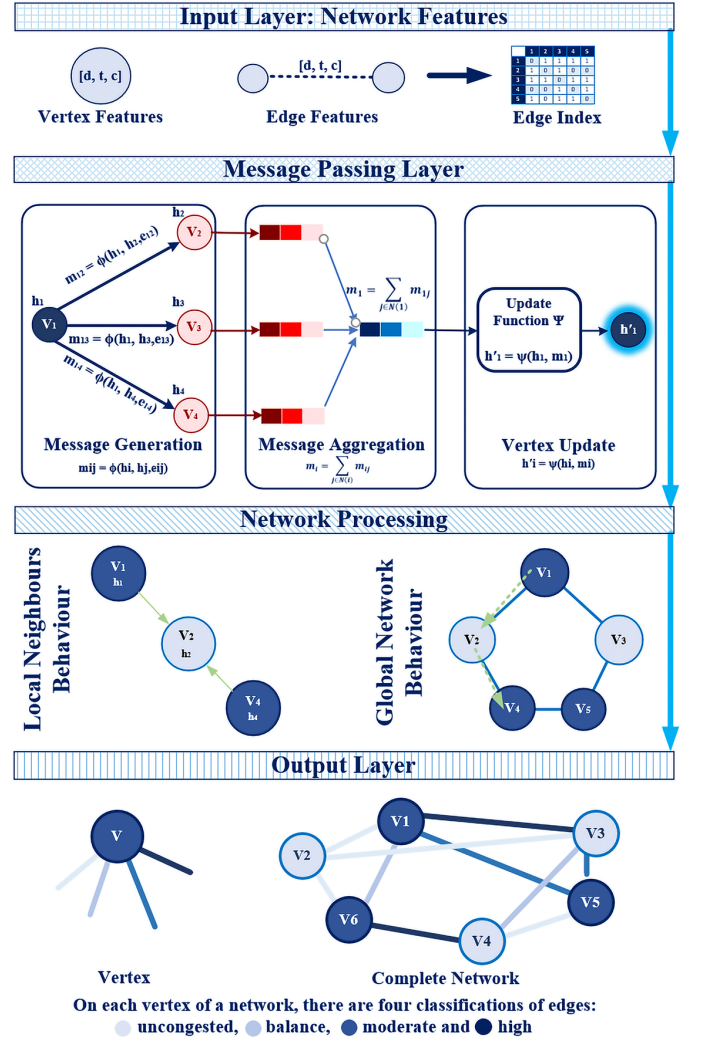 Input Layer: Network Features
[d, t, c]
Vertex Features
[d, t, c]
Edge Features
1 2 3 4 5
1 0 1 1 1 1
2 1 0 1 0 0
3 1 1 0 1 1
4 0 0 1 0 1
5 1 0 1 1 0
Edge Index
Message Passing Layer
h₁
V₁
m₁₂ = ϕ(h₁, h₂,e₁₂)
h₂
V₂
m₁₃ = ϕ(h₁, h₃,e₁₃)
h₃
V₃
m₁₄ = ϕ(h₁, h₄,e₁₄)
h₄
V₄
Message Generation
mij = ϕ(hi, hj,eij)
m₁ = ∑ m₁ⱼ
j∈N(1)
Message Aggregation
mᵢ = ∑ mᵢⱼ
j∈N(i)
Update
Function Ψ
h'₁ = ψ(h₁, m₁)
h'₁
Vertex Update
h'i = ψ(hi, mi)
Network Processing
Local Neighbours
Behaviour
V₁
h₁
V₂
h₂
V₄
h₄
Global Network
Behaviour
V₁
V₂
V₃
V₄
V₅
Output Layer
V
Vertex
V1
V2
V3
V5
V6
V4
Complete Network
On each vertex of a network, there are four classifications of edges:
uncongested, balance, moderate and high